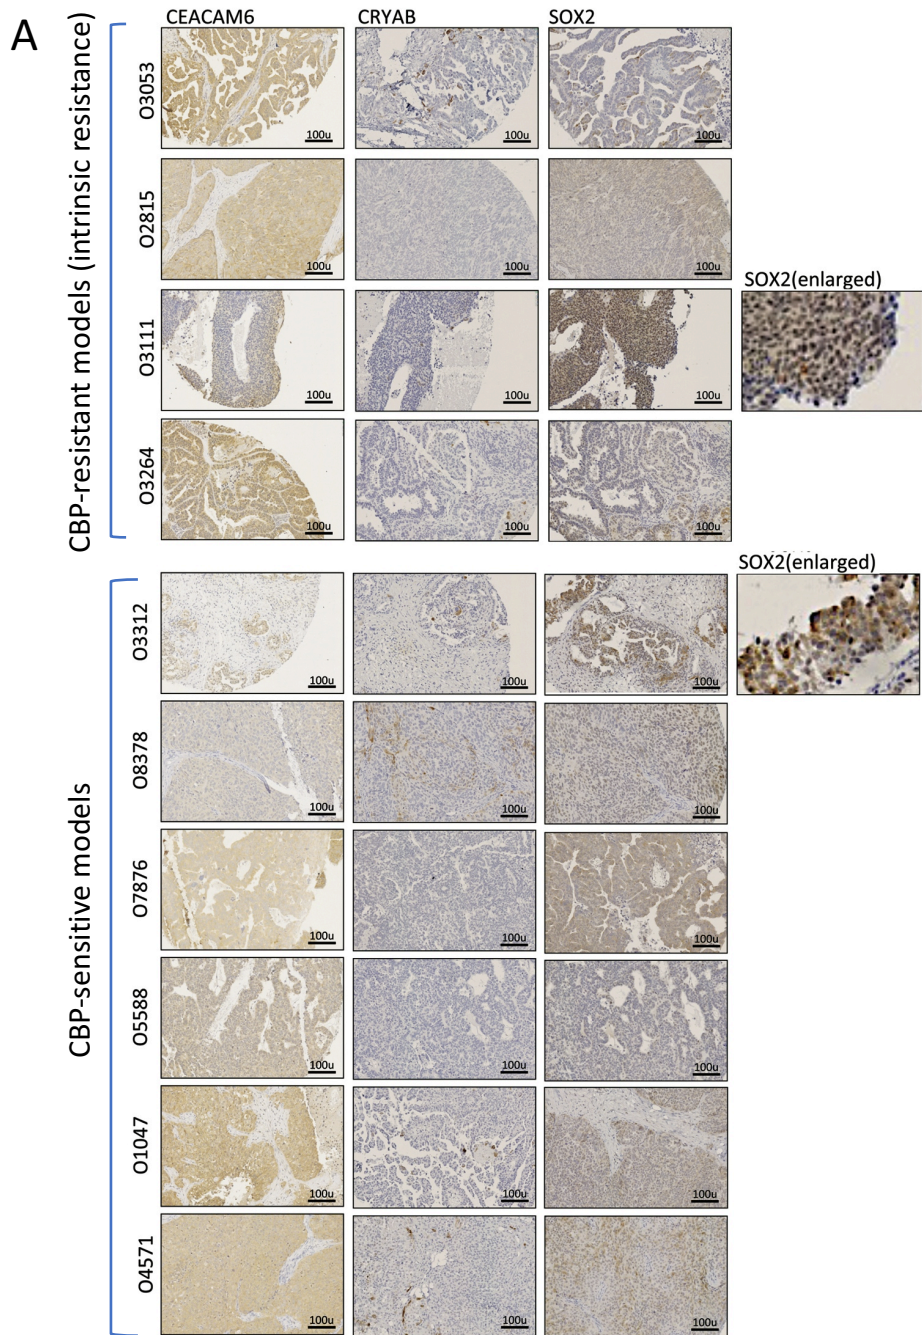 A
CEACAM6 CRYAB SOX2
CBP-resistant models (intrinsic resistance)
O3053
100u 100u 100u
O2815
100u 100u 100u
SOX2(enlarged)
O3111
100u 100u 100u
O3264
100u 100u 100u
SOX2(enlarged)
CBP-sensitive models
O3312
100u 100u 100u
O8378
100u 100u 100u
O7876
100u 100u 100u
O5588
100u 100u 100u
O1047
100u 100u 100u
O4571
100u 100u 100u